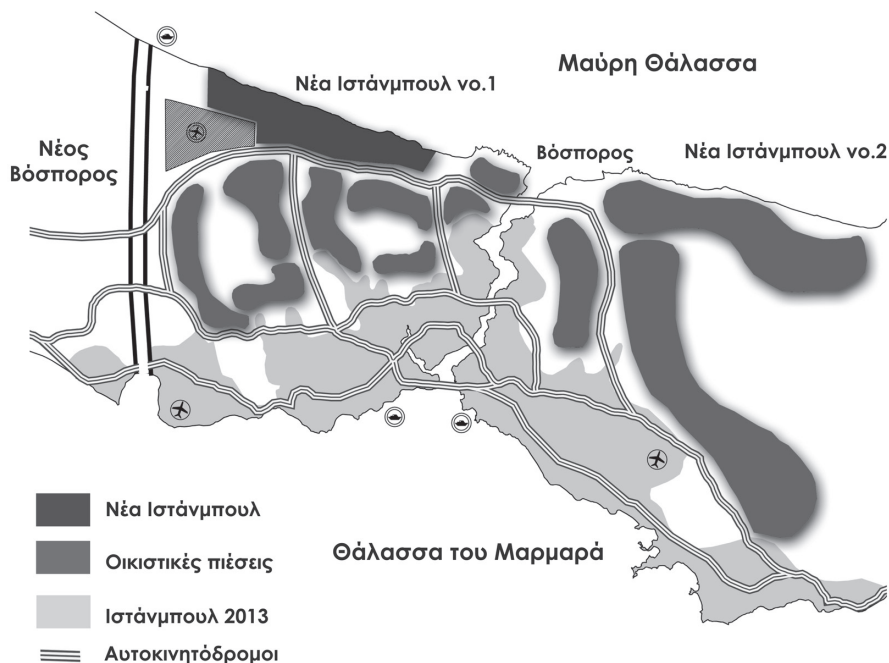 Μαύρη Θάλασσα
Νέα Ιστάνμπουλ νο.1
Νέος
Βόσπορος
Βόσπορος
Νέα Ιστάνμπουλ νο.2
Νέα Ιστάνμπουλ
Οικιστικές πιέσεις
Θάλασσα του Μαρμαρά
Ιστάνμπουλ 2013
Αυτοκινητόδρομοι